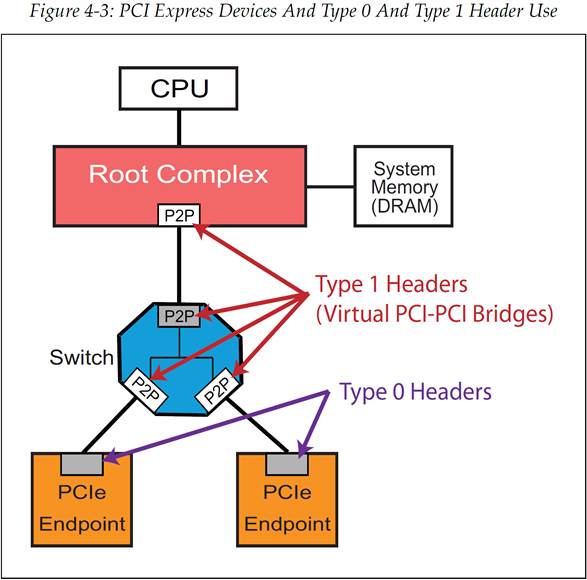 Figure 4-3: PCI Express Devices And Type 0 And Type 1 Header Use
CPU
Root Complex
P2P
System
Memory
(DRAM)
Type 1 Headers
(Virtual PCI-PCI Bridges)
P2P
Switch
P2P
P2P
Type 0 Headers
PCIe
Endpoint
PCIe
Endpoint